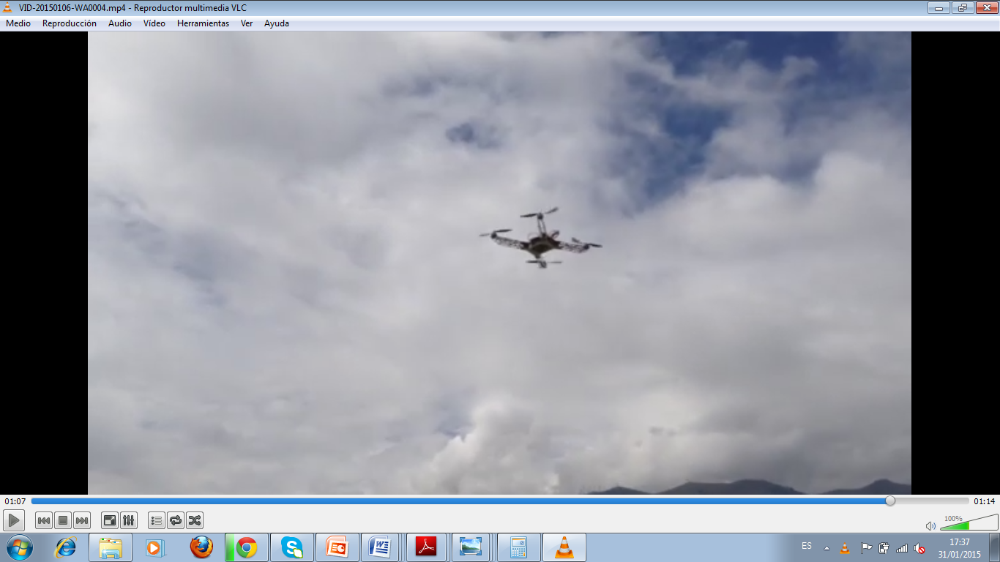 VID-20150106-WA0004.mp4 - Reproductor multimedia VLC
Medio Reproducción Audio Vídeo Herramientas Ver Ayuda
01:07 01:14
100%
ES 17:37
31/01/2015